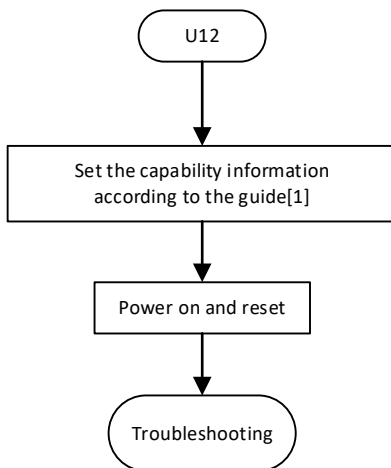 U12
Set the capability information
according to the guide[1]
Power on and reset
Troubleshooting